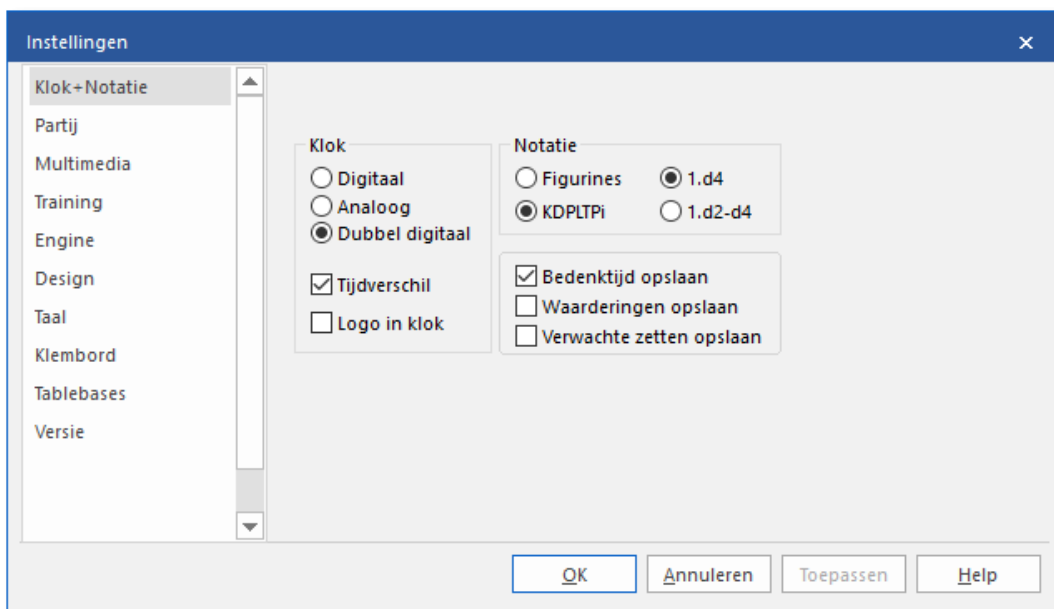 Instellingen
Klok+Notatie
Partij
Multimedia
Training
Engine
Design
Taal
Klembord
Tablebases
Versie
Klok
Digitaal
Analoog
Dubbel digitaal
Tijdverschil
Logo in klok
Notatie
Figurines 1.d4
KDPLTPi 1.d2-d4
Bedenktijd opslaan
Waarderingen opslaan
Verwachte zetten opslaan
OK Annuleren Toepassen Help